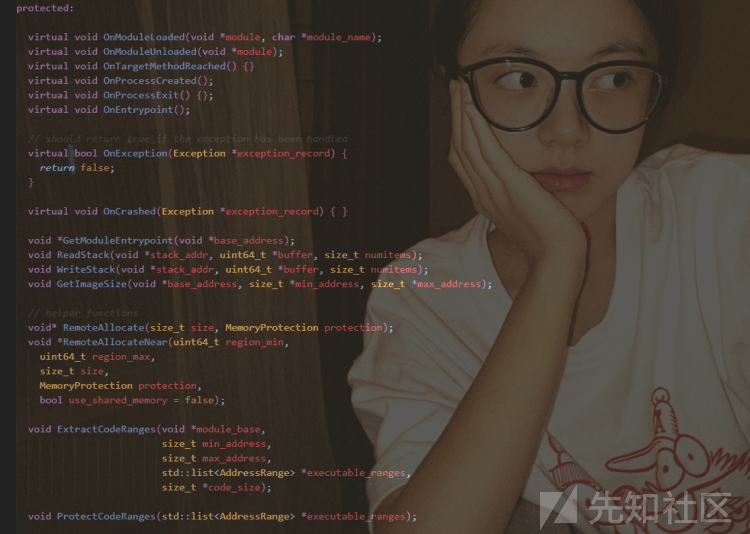 protected:
virtual void OnModuleLoaded(void *module, char *module_name);
virtual void OnModuleUnloaded(void *module);
virtual void OnTargetMethodReached() {}
virtual void OnProcessCreated();
virtual void OnProcessExit() {};
virtual void OnEntrypoint();
// should return true if the exception has been handled
virtual bool OnException(Exception *exception_record) {
return false;
}
virtual void OnCrashed(Exception *exception_record) { }
void *GetModuleEntrypoint(void *base_address);
void ReadStack(void *stack_addr, uint64_t *buffer, size_t numitems);
void WriteStack(void *stack_addr, uint64_t *buffer, size_t numitems);
void GetImageSize(void *base_address, size_t *min_address, size_t *max_address);
// helper functions
void* RemoteAllocate(size_t size, MemoryProtection protection);
void *RemoteAllocateNear(uint64_t region_min,
uint64_t region_max,
size_t size,
MemoryProtection protection,
bool use_shared_memory = false);
void ExtractCodeRanges(void *module_base,
size_t min_address,
size_t max_address,
std::list<AddressRange> *executable_ranges,
size_t *code_size);
void ProtectCodeRanges(std::list<AddressRange> *executable_ranges);
先知社区